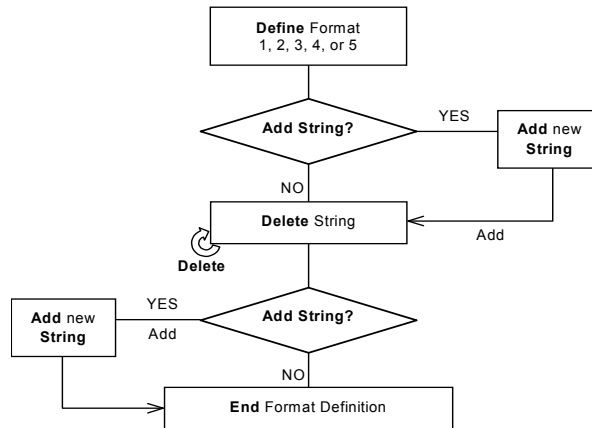 Define Format
1, 2, 3, 4, or 5
Add String?
YES
Add new
String
NO
Delete String
Add
Delete
Add new
String
YES
Add
Add String?
NO
End Format Definition